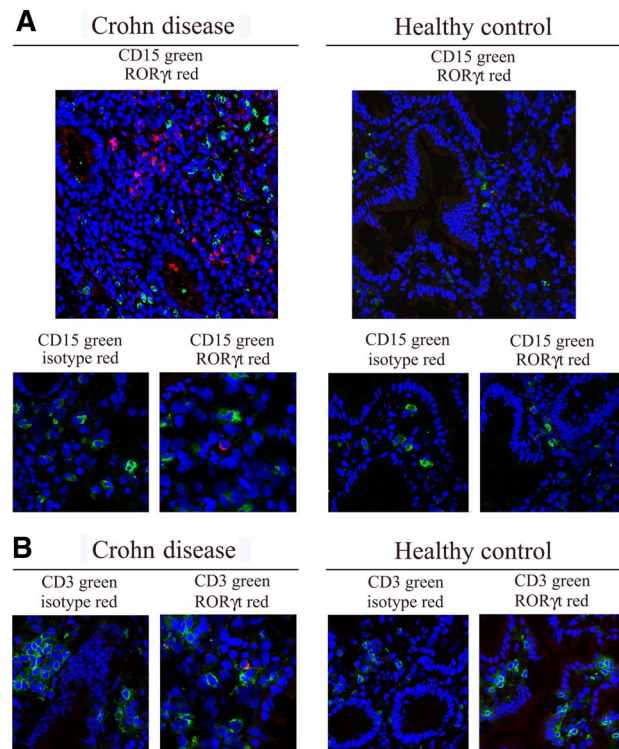 A
Crohn disease
Healthy control
CD15 green
RORγt red
CD15 green
RORγt red
CD15 green
isotype red
CD15 green
RORγt red
CD15 green
isotype red
CD15 green
RORγt red
B
Crohn disease
Healthy control
CD3 green
isotype red
CD3 green
RORγt red
CD3 green
isotype red
CD3 green
RORγt red